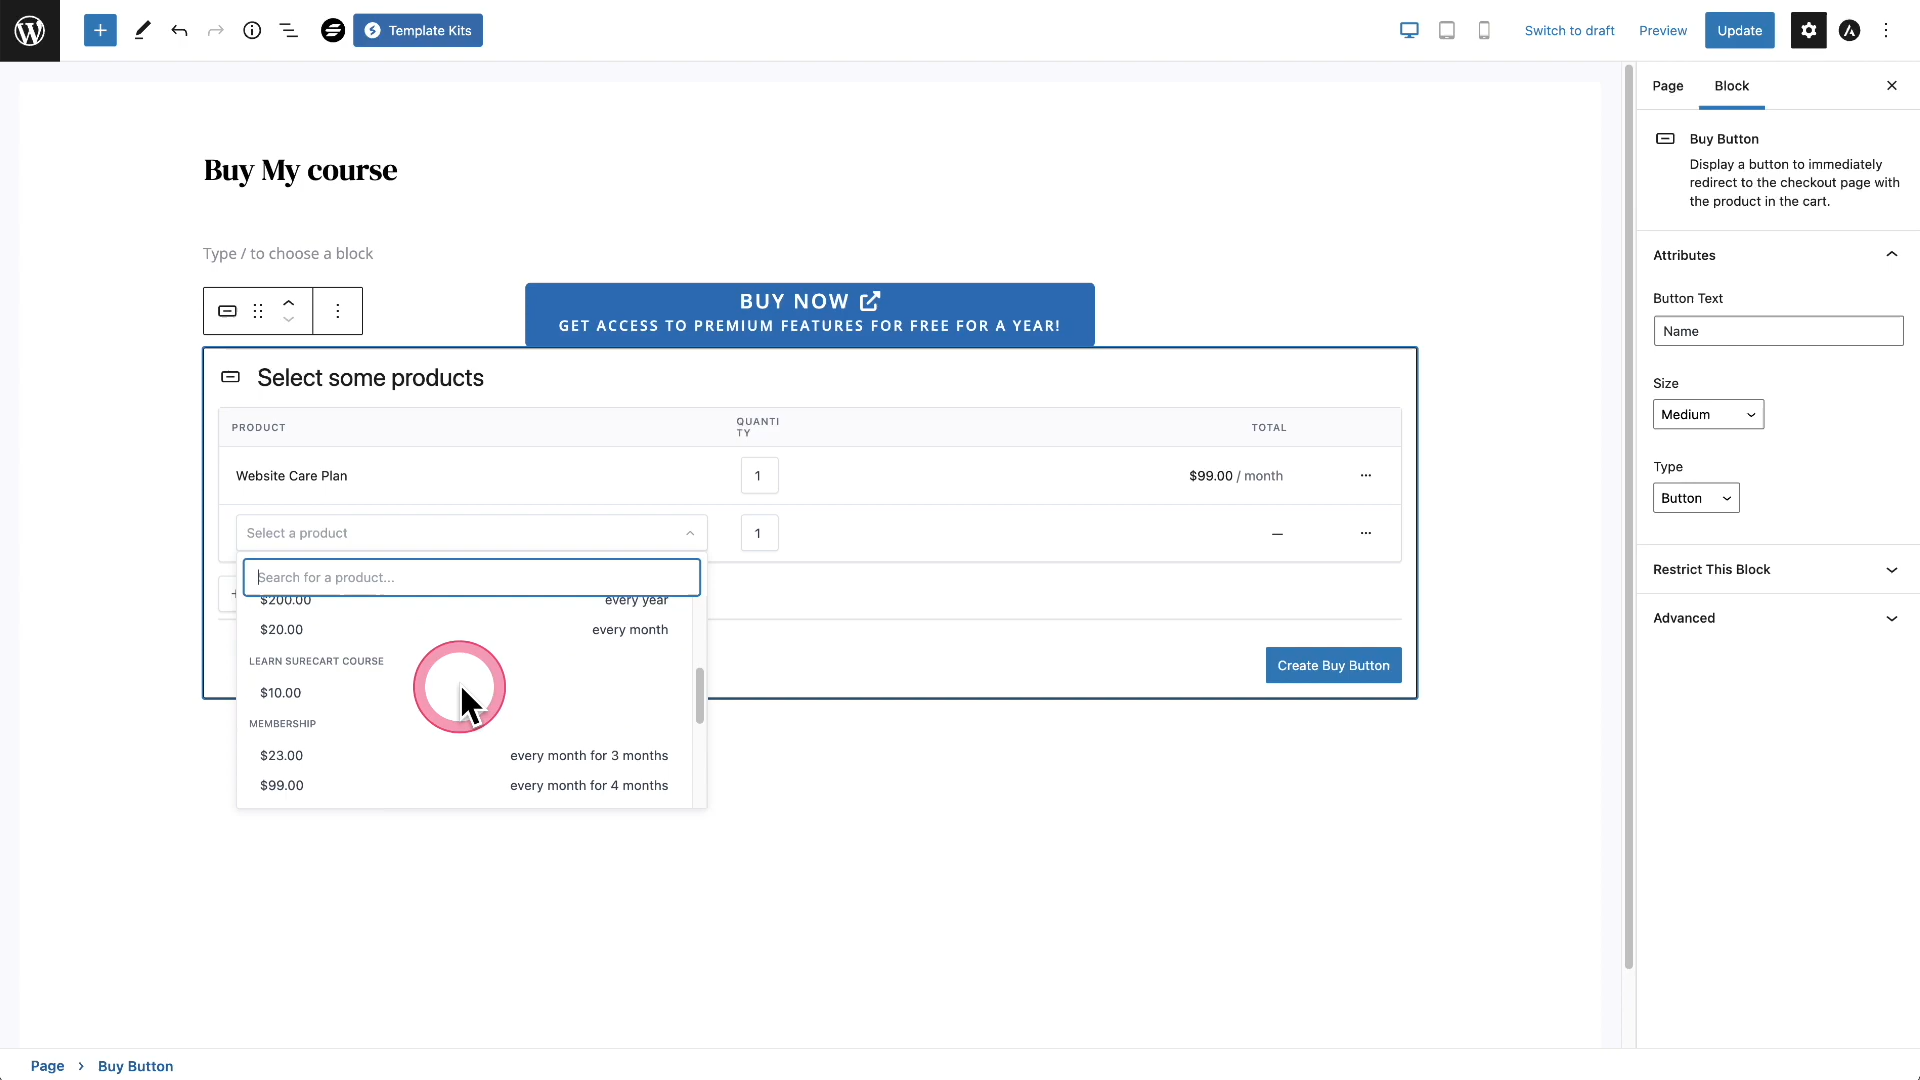 Template Kits
Switch to draft
Preview
Update
Page
Block
Buy Button
Display a button to immediately
redirect to the checkout page with
the product in the cart.
Attributes
Button Text
Name
Size
Medium
Type
Button
Restrict This Block
Advanced
Buy My course
Type / to choose a block
BUY NOW
GET ACCESS TO PREMIUM FEATURES FOR FREE FOR A YEAR!
Select some products
PRODUCT
QUANTI
TY
TOTAL
Website Care Plan
1
$99.00 / month
Select a product
1
—
Search for a product...
$200.00 every year
$20.00 every month
LEARN SURECART COURSE
$10.00
MEMBERSHIP
$23.00 every month for 3 months
$99.00 every month for 4 months
Create Buy Button
Page › Buy Button